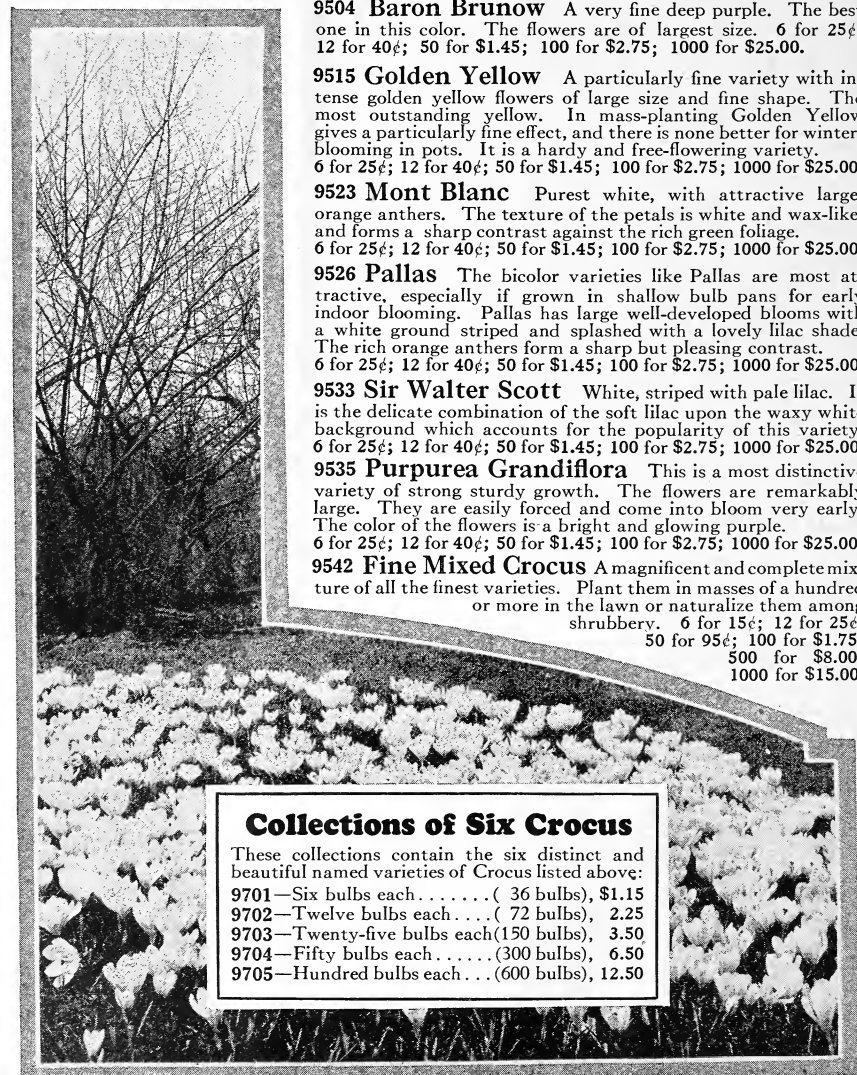 9504 Baron Brunow A very fine deep purple. The bes
one in this color. The flowers are of largest size. 6 for 25¢
12 for 40¢; 50 for $1.45; 100 for $2.75; 1000 for $25.00.
9515 Golden Yellow A particularly fine variety with in
tense golden yellow flowers of large size and fine shape. The
most outstanding yellow. In mass-planting Golden Yellow
gives a particularly fine effect, and there is none better for winter
blooming in pots. It is a hardy and free-flowering variety.
6 for 25¢; 12 for 40¢; 50 for $1.45; 100 for $2.75; 1000 for $25.00
9523 Mont Blanc Purest white, with attractive large
orange anthers. The texture of the petals is white and wax-like
and forms a sharp contrast against the rich green foliage.
6 for 25¢; 12 for 40¢; 50 for $1.45; 100 for $2.75; 1000 for $25.00
9526 Pallas The bicolor varieties like Pallas are most at
tractive, especially if grown in shallow bulb pans for early
indoor blooming. Pallas has large well-developed blooms with
a white ground striped and splashed with a lovely lilac shade
The rich orange anthers form a sharp but pleasing contrast.
6 for 25¢; 12 for 40¢; 50 for $1.45; 100 for $2.75; 1000 for $25.00
9533 Sir Walter Scott White, striped with pale lilac. I
is the delicate combination of the soft lilac upon the waxy whit
background which accounts for the popularity of this variety
6 for 25¢; 12 for 40¢; 50 for $1.45; 100 for $2.75; 1000 for $25.00
9535 Purpurea Grandiflora This is a most distinctiv
variety of strong sturdy growth. The flowers are remarkably
large. They are easily forced and come into bloom very early
The color of the flowers is a bright and glowing purple.
6 for 25¢; 12 for 40¢; 50 for $1.45; 100 for $2.75; 1000 for $25.00
9542 Fine Mixed Crocus A magnificent and complete mix
ture of all the finest varieties. Plant them in masses of a hundred
or more in the lawn or naturalize them among
shrubbery. 6 for 15¢; 12 for 25¢
50 for 95¢; 100 for $1.75
500 for $8.00
1000 for $15.00
Collections of Six Crocus
These collections contain the six distinct and
beautiful named varieties of Crocus listed above:
9701—Six bulbs each.......( 36 bulbs), $1.15
9702—Twelve bulbs each....( 72 bulbs), 2.25
9703—Twenty-five bulbs each(150 bulbs), 3.50
9704—Fifty bulbs each......(300 bulbs), 6.50
9705—Hundred bulbs each...(600 bulbs), 12.50